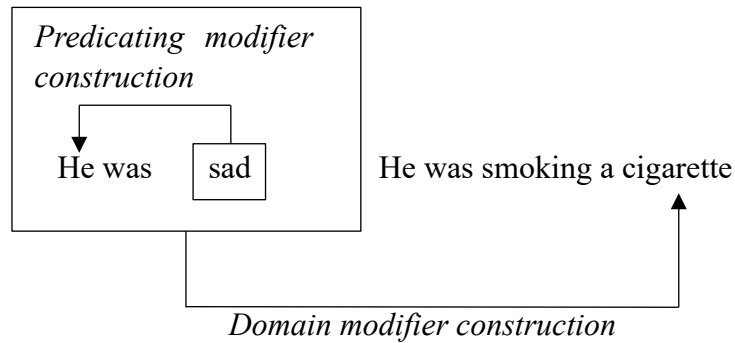 Predicating modifier
construction
He was sad He was smoking a cigarette
Domain modifier construction